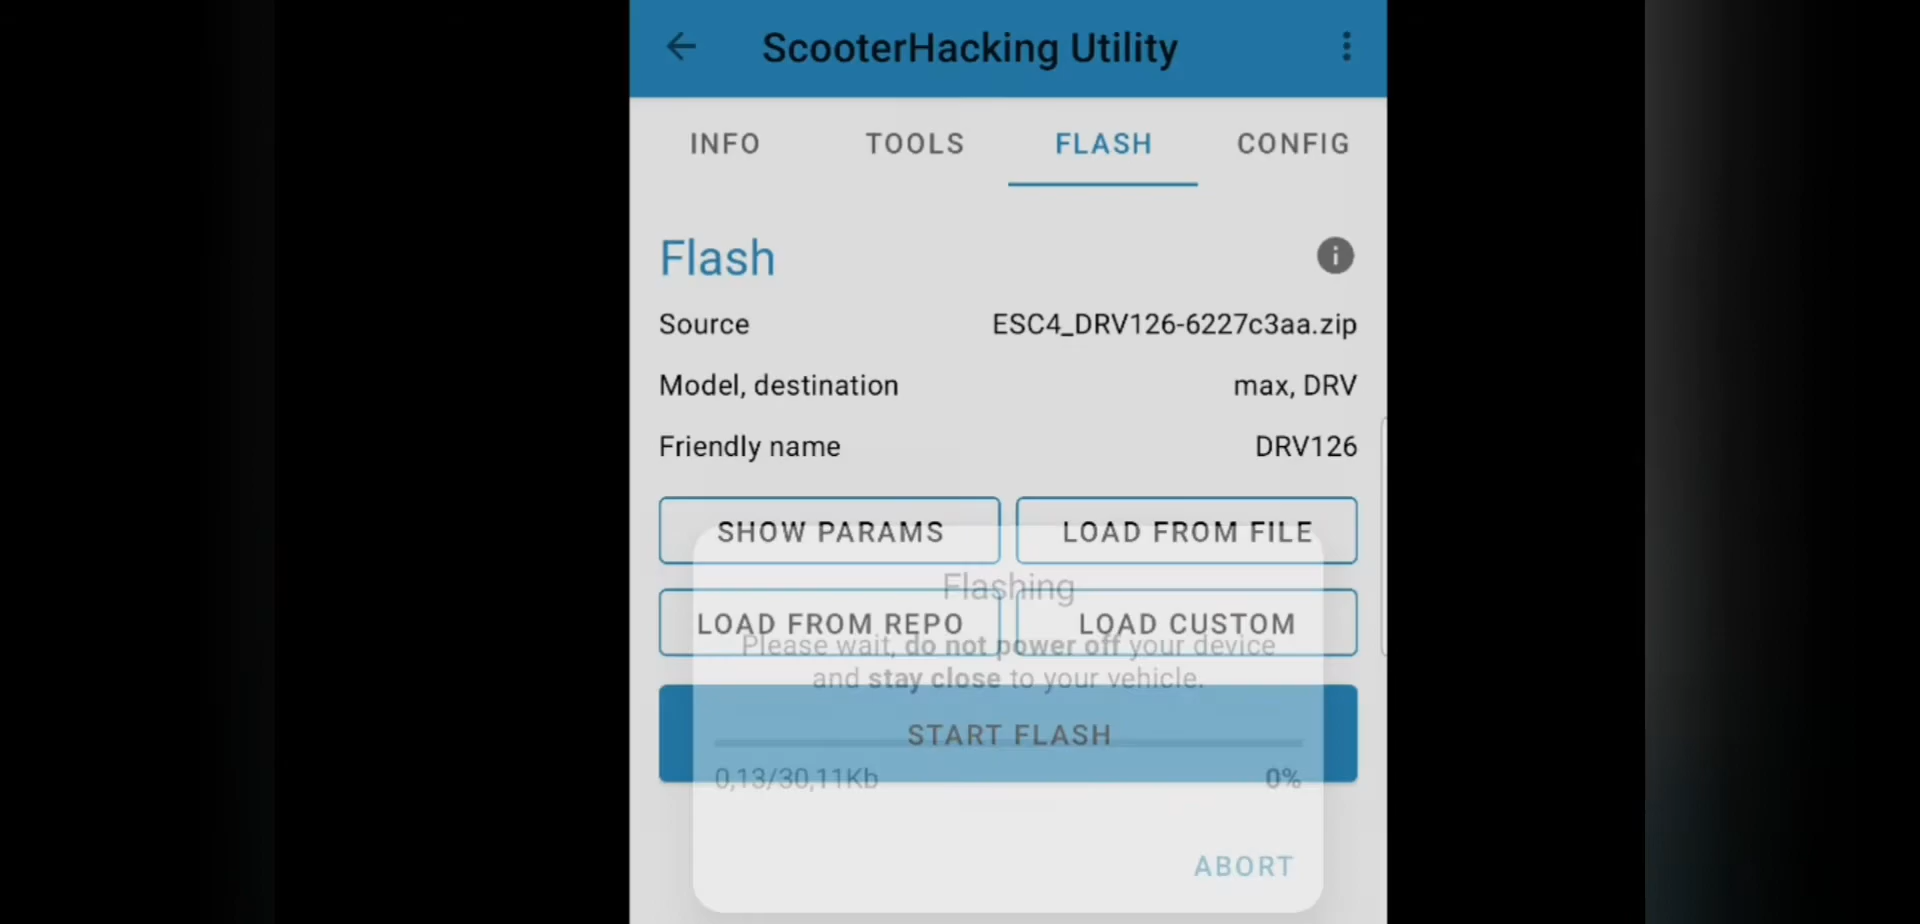 ScooterHacking Utility
INFO TOOLS FLASH CONFIG
Flash
Source ESC4_DRV126-6227c3aa.zip
Model, destination max, DRV
Friendly name DRV126
SHOW PARAMS LOAD FROM FILE
Flashing
LOAD FROM REPO LOAD CUSTOM
Please wait, do not power off your device
and stay close to your vehicle.
START FLASH
0,13/30,11Kb 0%
ABORT